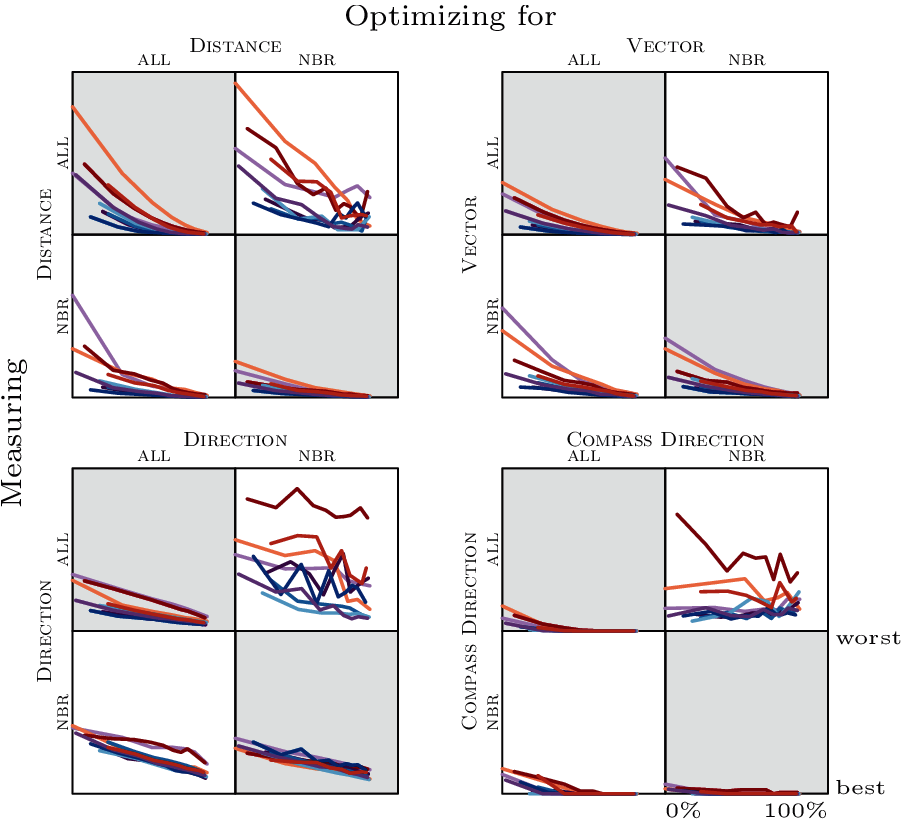 Optimizing for
DISTANCE
VECTOR
ALL
NBR
ALL
NBR
ALL
ALL
DISTANCE
VECTOR
NBR
NBR
Measuring
DIRECTION
COMPASS DIRECTION
ALL
NBR
ALL
NBR
ALL
ALL
DIRECTION
COMPASS DIRECTION
worst
NBR
NBR
best
0%
100%